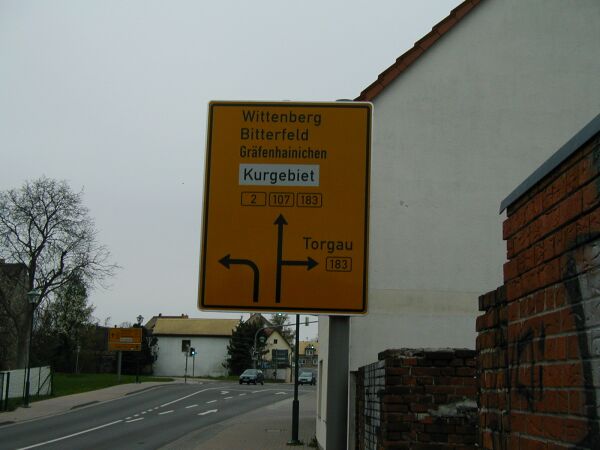 Wittenberg
Bitterfeld
Gräfenhainichen
Kurgebiet
2 107 183
Torgau
183